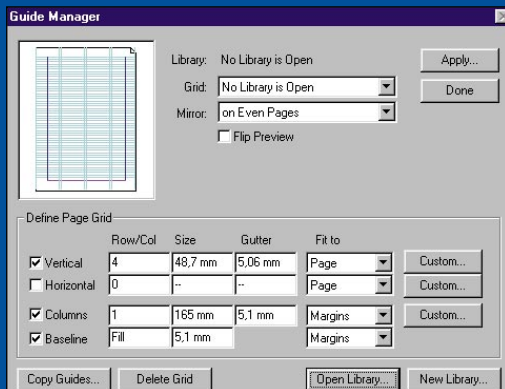 Guide Manager
Library: No Library is Open
Apply...
Grid: No Library is Open
Done
Mirror: on Even Pages
Flip Preview
Define Page Grid
Row/Col Size Gutter Fit to
Vertical 4 48,7 mm 5,06 mm Page Custom...
Horizontal 0 -- -- Page Custom...
Columns 1 165 mm 5,1 mm Margins Custom...
Baseline Fill 5,1 mm Margins
Copy Guides... Delete Grid Open Library... New Library...